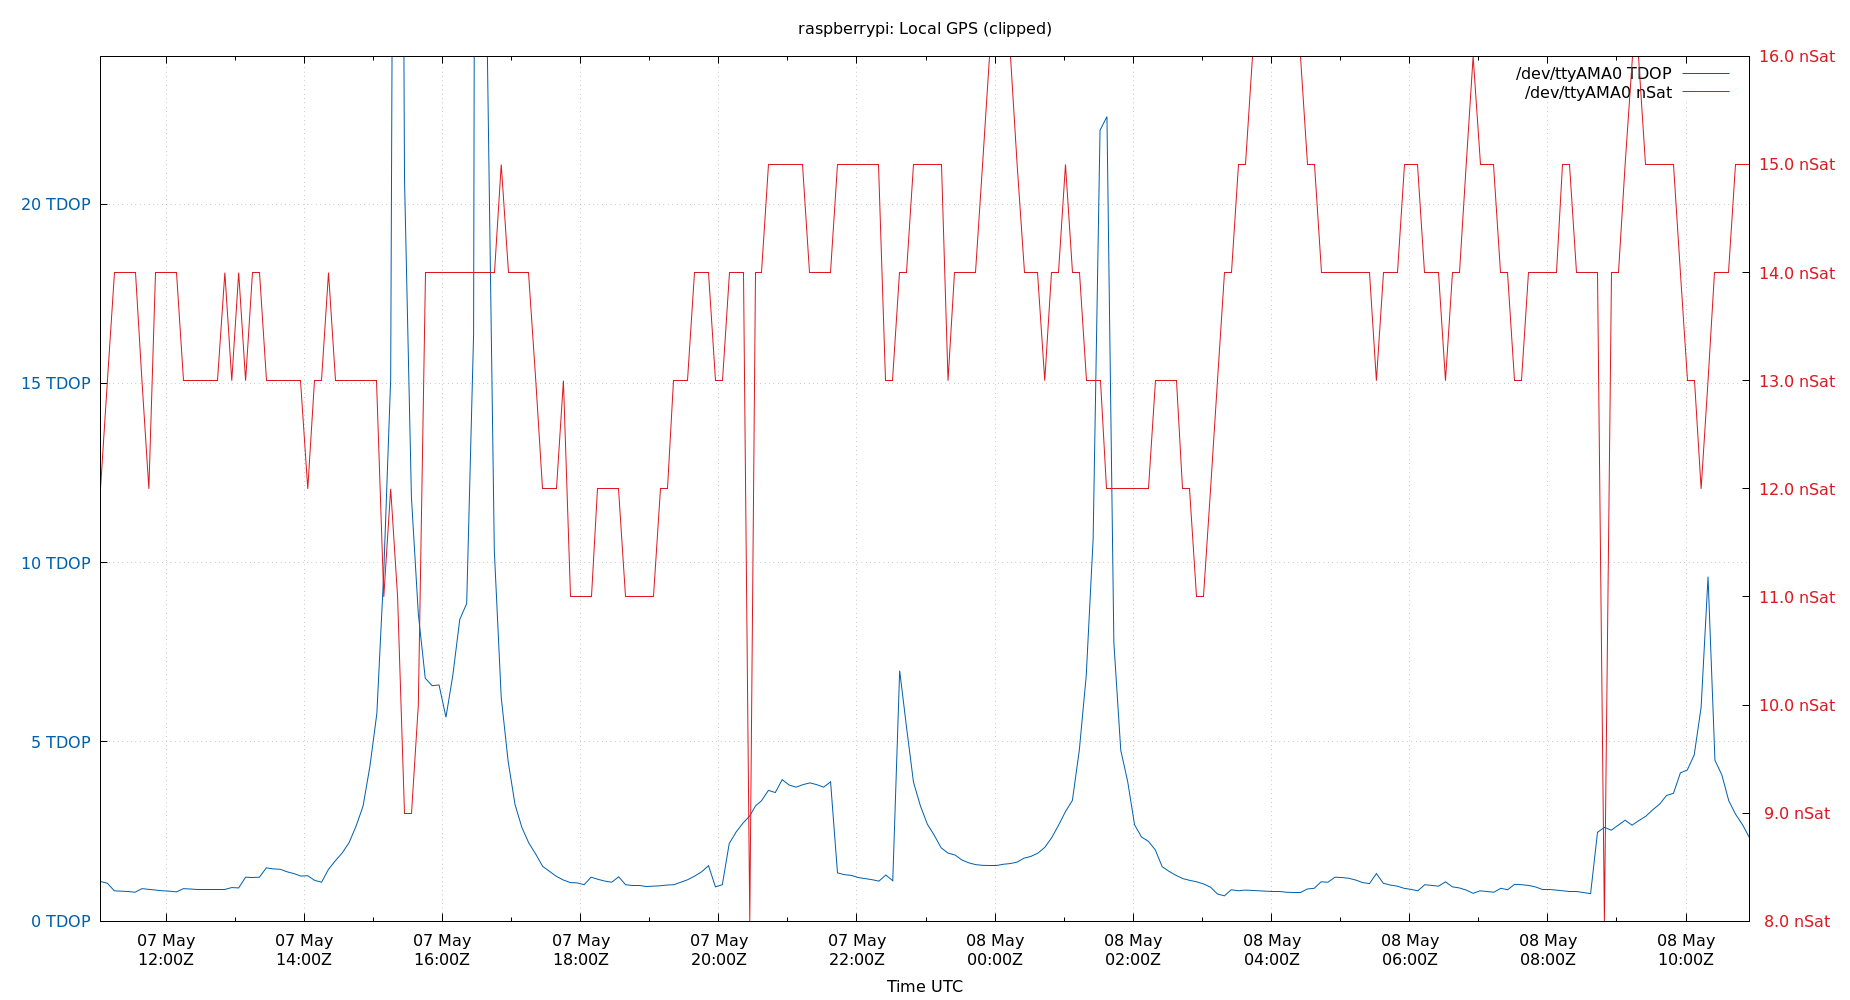 raspberrypi: Local GPS (clipped)
/dev/ttyAMA0 TDOP
/dev/ttyAMA0 nSat
20 TDOP
15 TDOP
10 TDOP
5 TDOP
0 TDOP
16.0 nSat
15.0 nSat
14.0 nSat
13.0 nSat
12.0 nSat
11.0 nSat
10.0 nSat
9.0 nSat
8.0 nSat
07 May
12:00Z
07 May
14:00Z
07 May
16:00Z
07 May
18:00Z
07 May
20:00Z
07 May
22:00Z
08 May
00:00Z
08 May
02:00Z
08 May
04:00Z
08 May
06:00Z
08 May
08:00Z
08 May
10:00Z
Time UTC